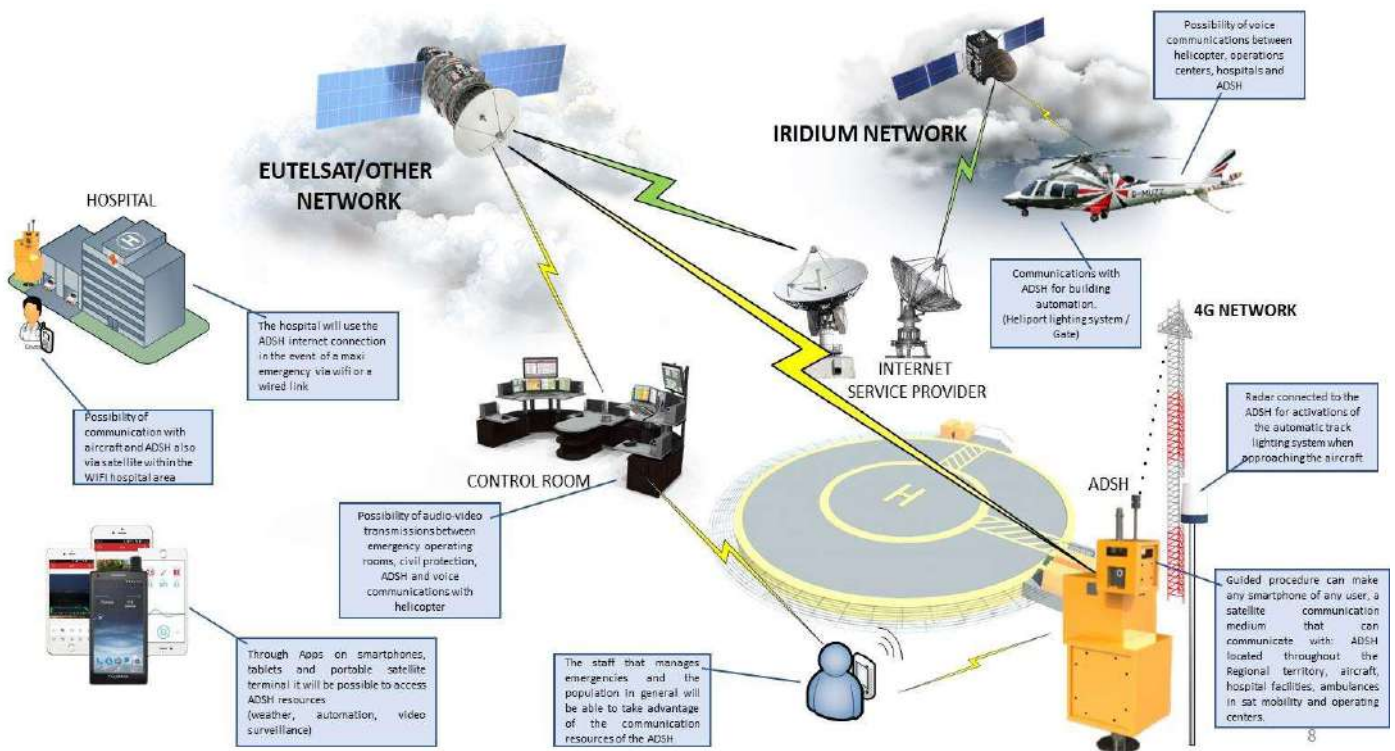 Possibility of voice
communications between
helicopter, operations
centers, hospitals and
ADSH
IRIDIUM NETWORK
EUTELSAT/OTHER
NETWORK
HOSPITAL
The hospital will use the
ADSH internet connection
in the event of a maxi
emergency via wifi or a
wired link
Possibility of
communication with
aircraft and ADSH also
via satellite within the
WIFI hospital area
Communications with
ADSH for building
automation.
(Heliport lighting system /
Gate)
4G NETWORK
INTERNET
SERVICE PROVIDER
Radar connected to the
ADSH for activations of
the automatic track
lighting system when
approaching the aircraft
CONTROL ROOM
ADSH
Possibility of audio-video
transmissions between
emergency operating
rooms, civil protection,
ADSH and voice
communications with
helicopter
Guided procedure can make
any smartphone of any user, a
satellite communication
medium that can
communicate with: ADSH
located throughout the
Regional territory, aircraft,
hospital facilities, ambulances
in sat mobility and operating
centers.
Through Apps on smartphones,
tablets and portable satellite
terminal it will be possible to access
ADSH resources
(weather, automation, video
surveillance)
The staff that manages
emergencies and the
population in general will
be able to take advantage
of the communication
resources of the ADSH
8